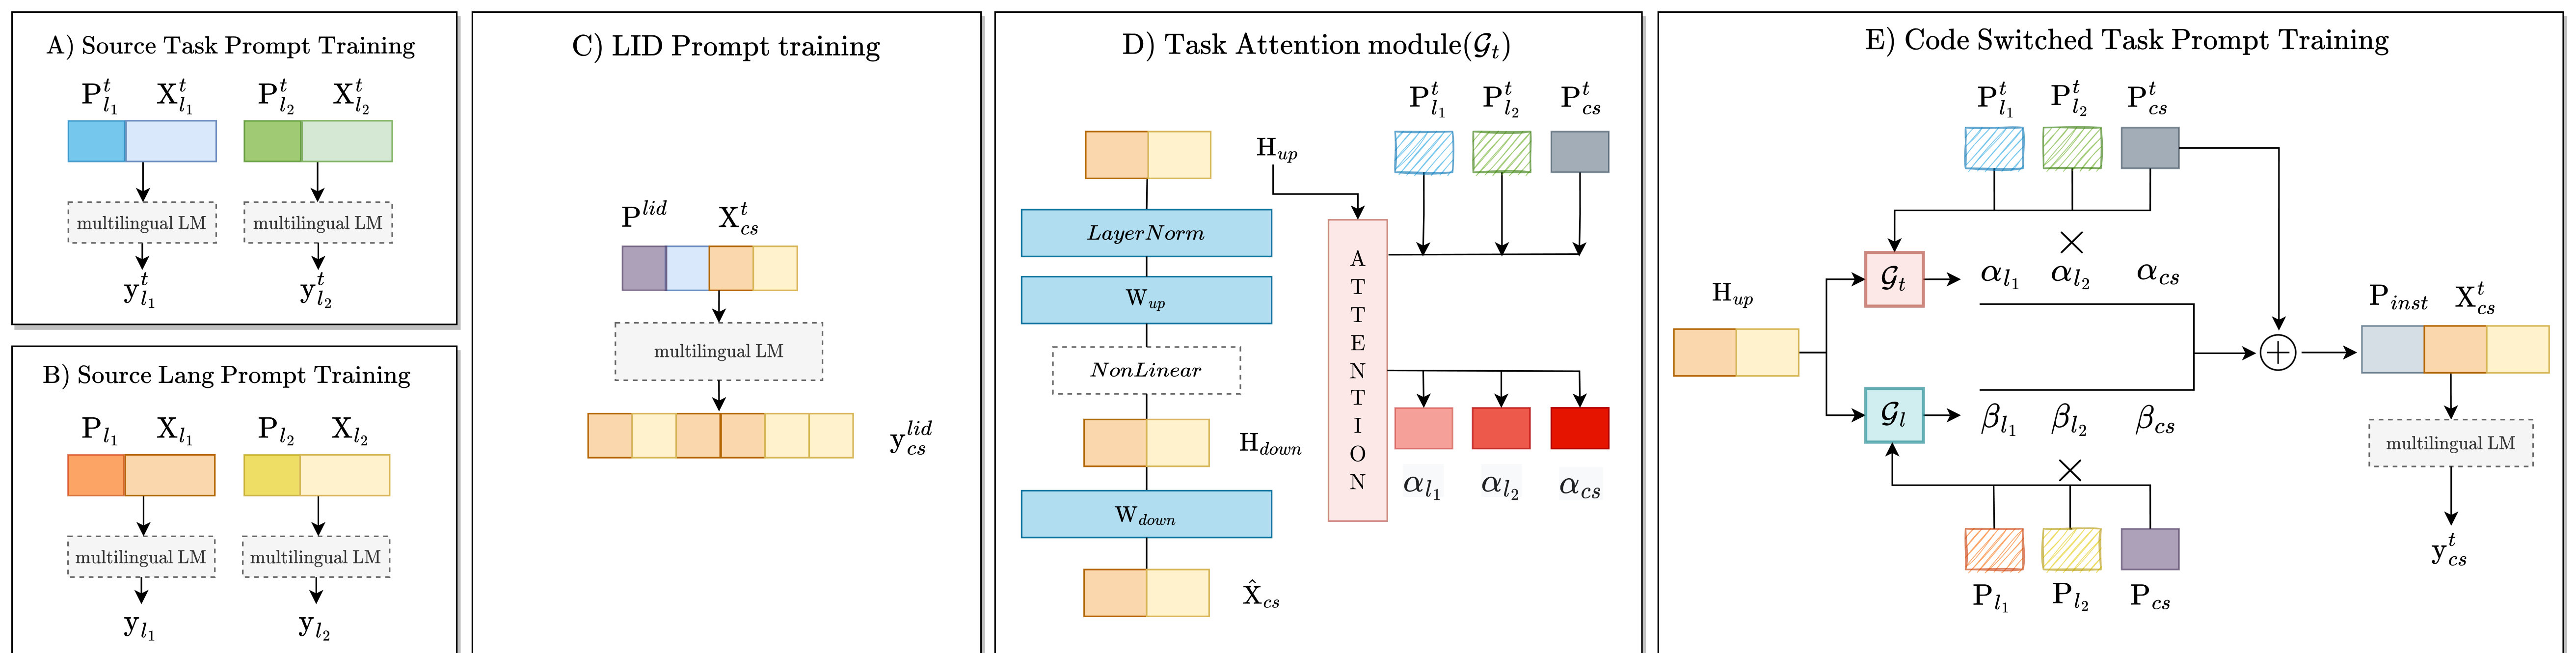 A) Source Task Prompt Training
P^t_{l_1} X^t_{l_1} P^t_{l_2} X^t_{l_2}
multilingual LM multilingual LM
y^t_{l_1} y^t_{l_2}
B) Source Lang Prompt Training
P_{l_1} X_{l_1} P_{l_2} X_{l_2}
multilingual LM multilingual LM
y_{l_1} y_{l_2}
C) LID Prompt training
P^{lid} X^t_{cs}
multilingual LM
y^{lid}_{cs}
D) Task Attention module(𝒢_t)
P^t_{l_1} P^t_{l_2} P^t_{cs}
H_{up}
LayerNorm
W_{up}
NonLinear
H_{down}
W_{down}
X̂_{cs}
ATTENTION
α_{l_1} α_{l_2} α_{cs}
E) Code Switched Task Prompt Training
P^t_{l_1} P^t_{l_2} P^t_{cs}
×
H_{up}
𝒢_t α_{l_1} α_{l_2} α_{cs}
𝒢_l β_{l_1} β_{l_2} β_{cs}
×
P_{l_1} P_{l_2} P_{cs}
+
P_{inst} X^t_{cs}
multilingual LM
y^t_{cs}